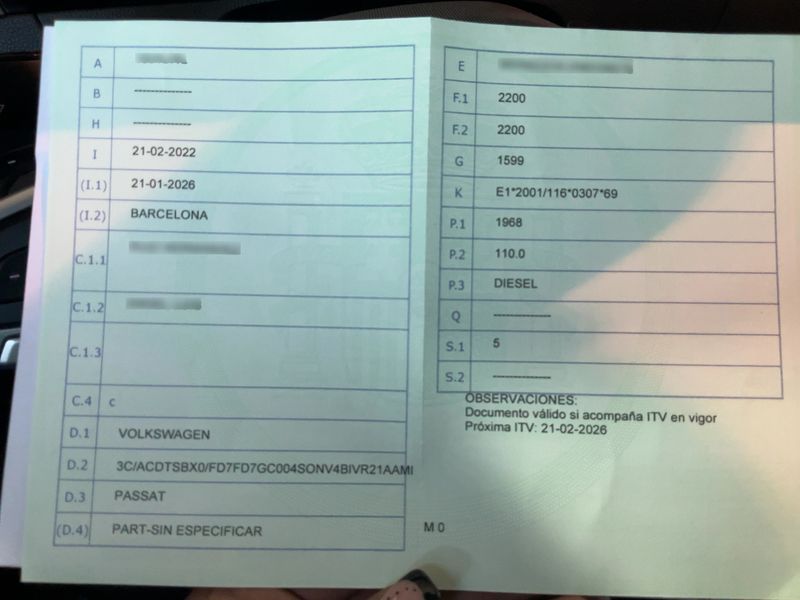 A
B --------------
H --------------
I 21-02-2022
(I.1) 21-01-2026
(I.2) BARCELONA
C.1.1
C.1.2
C.1.3
C.4 c
D.1 VOLKSWAGEN
D.2 3C/ACDTSBX0/FD7FD7GC004SONV4BIVR21AAMI
D.3 PASSAT
(D.4) PART-SIN ESPECIFICAR
E
F.1 2200
F.2 2200
G 1599
K E1*2001/116*0307*69
P.1 1968
P.2 110.0
P.3 DIESEL
Q --------------
S.1 5
S.2 --------------
OBSERVACIONES:
Documento válido si acompaña ITV en vigor
Próxima ITV: 21-02-2026
M 0